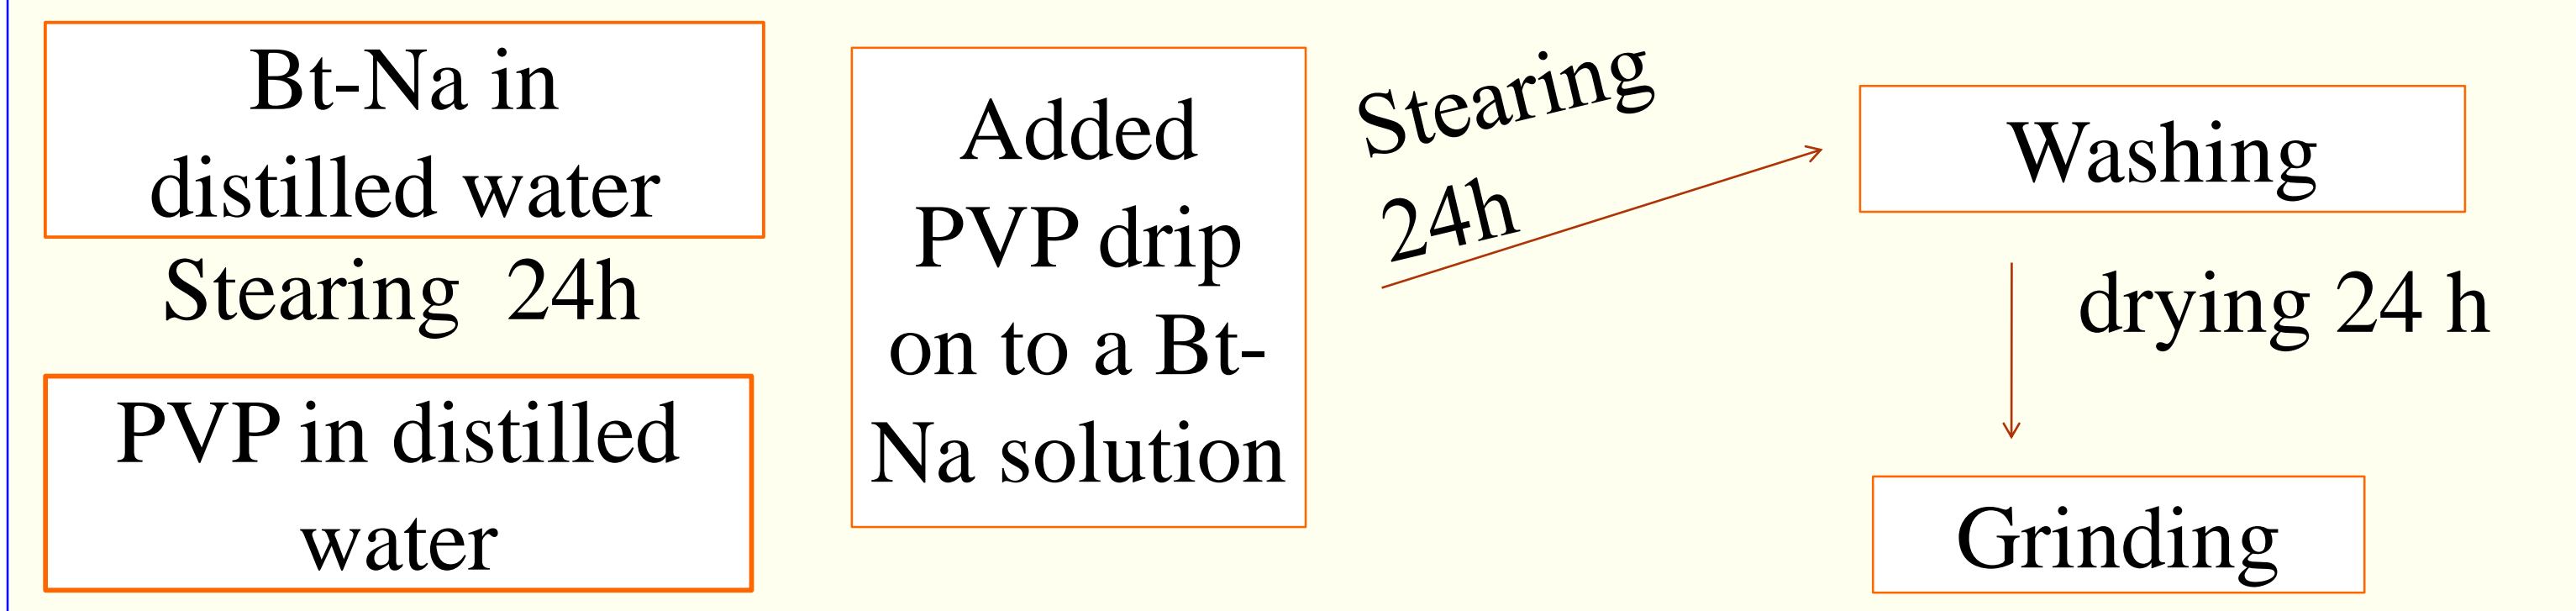 Bt-Na in
distilled water
Stearing 24h
PVP in distilled
water
Added
PVP drip
on to a Bt-
Na solution
Stearing
24h
Washing
drying 24 h
Grinding